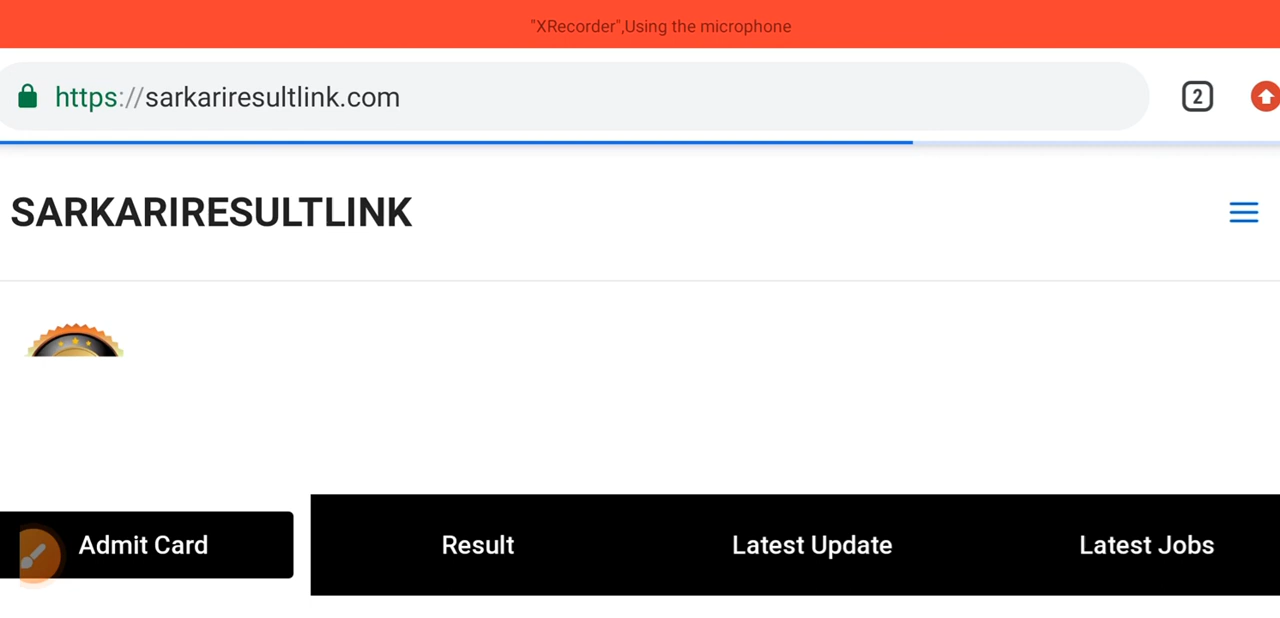 "XRecorder",Using the microphone
https://sarkariresultlink.com
2
SARKARIRESULTLINK
Admit Card Result Latest Update Latest Jobs